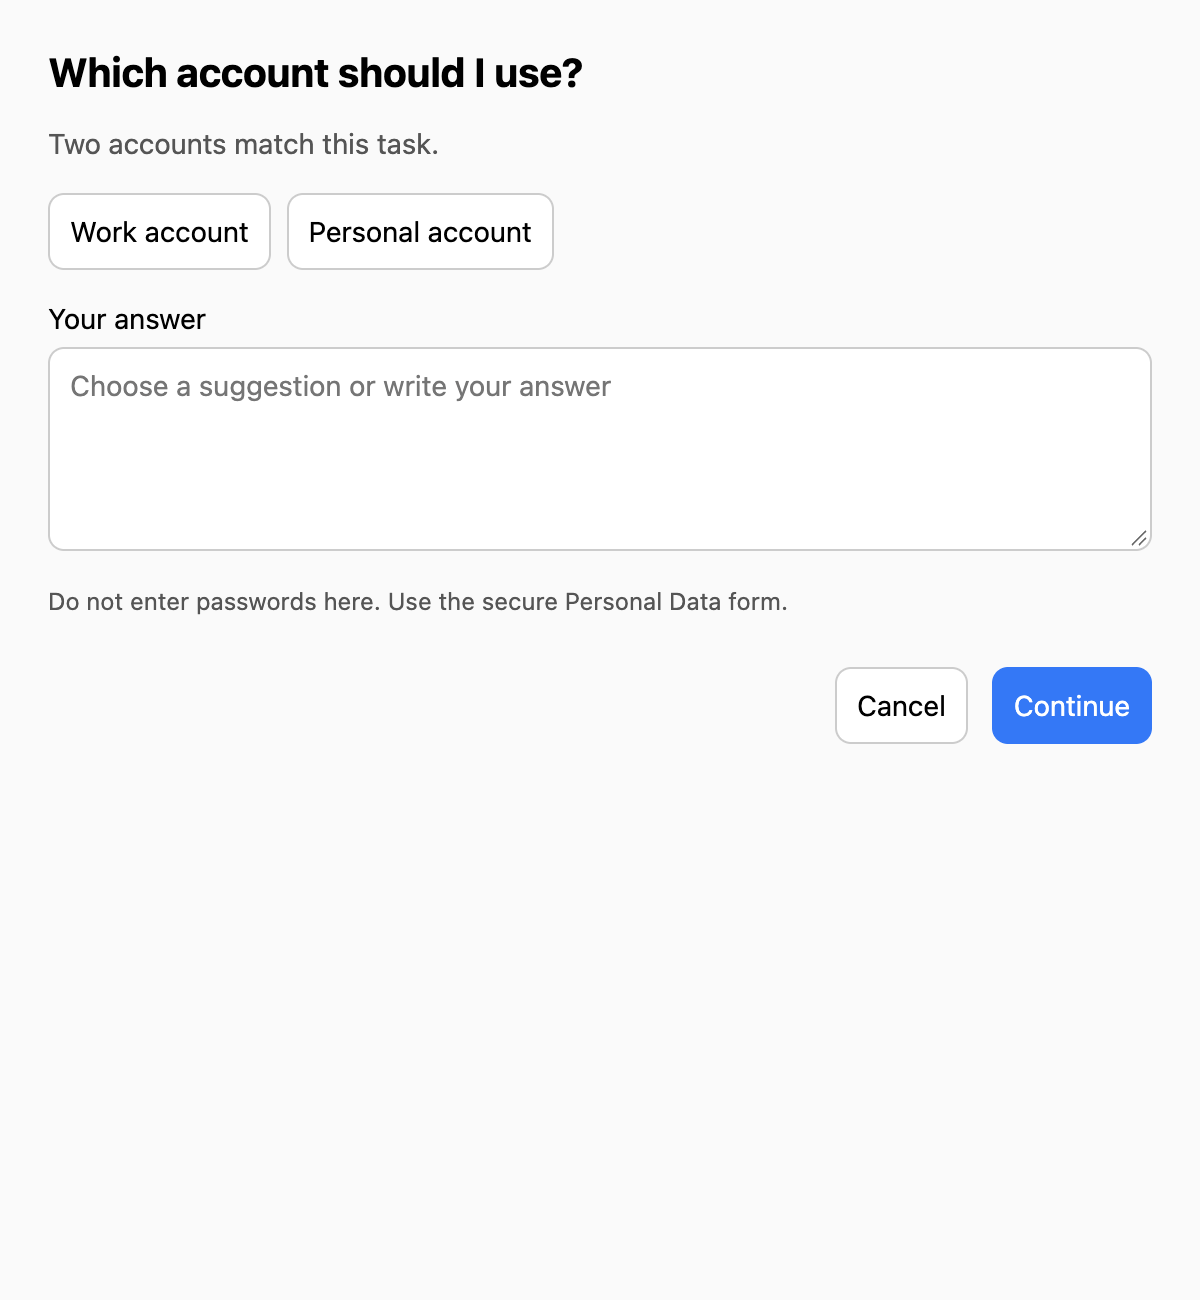 Which account should I use?
Two accounts match this task.
Work account
Personal account
Your answer
Choose a suggestion or write your answer
Do not enter passwords here. Use the secure Personal Data form.
Cancel
Continue